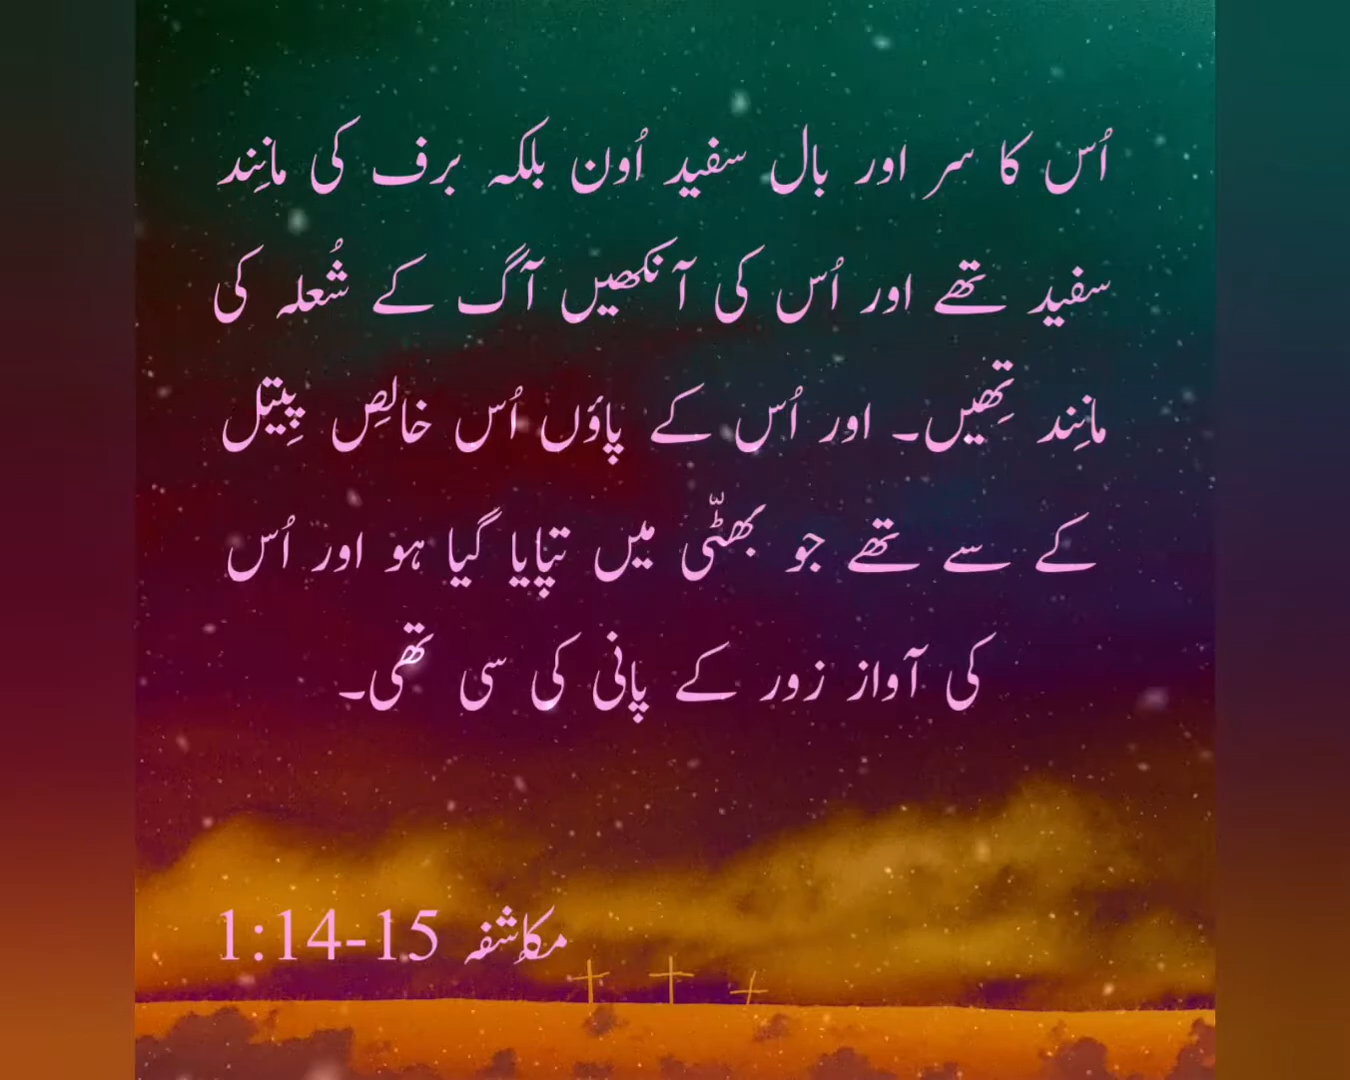 اُس کا سر اور بال سفید اُون بلکہ برف کی مانِند
سفید تھے اور اُس کی آنکھیں آگ کے شُعلہ کی
مانِند تِھیں۔ اور اُس کے پاؤں اُس خالِص پِیتل
کے سے تھے جو بھٹّی میں تپایا گیا ہو اور اُس
کی آواز زور کے پانی کی سی تھی۔
مکاشفہ 1:14-15